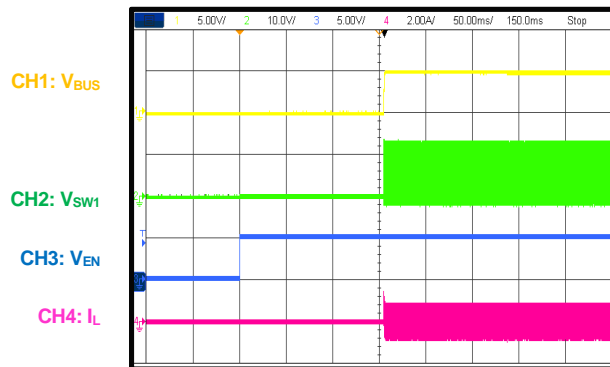 1 5.00V/ 2 10.0V/ 3 5.00V/ 4 2.00A/ 50.00ms/ 150.0ms Stop
CH1: VBUS
CH2: VSW1
CH3: VEN
CH4: IL